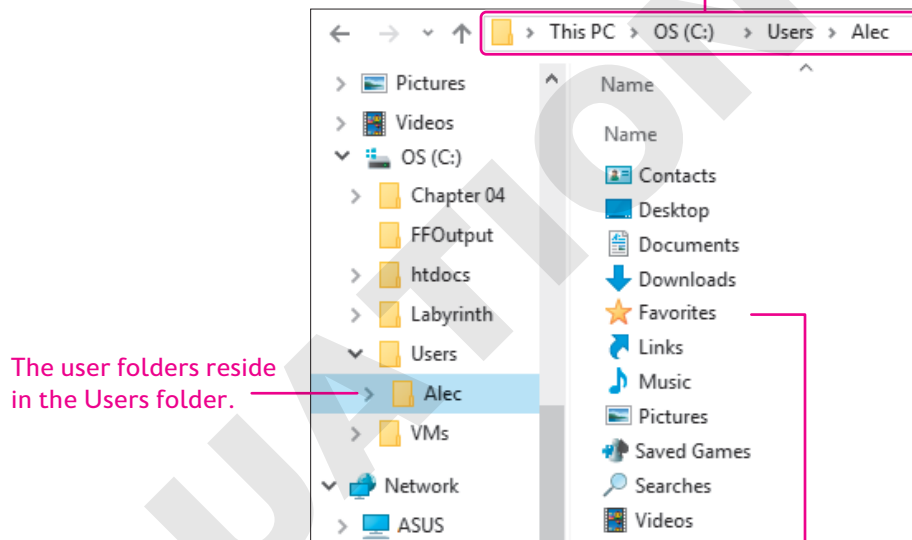 This PC > OS (C:) > Users > Alec
Pictures
Videos
OS (C:)
Chapter 04
FFOutput
htdocs
Labyrinth
Users
Alec
VMs
Network
ASUS
Name
Name
Contacts
Desktop
Documents
Downloads
Favorites
Links
Music
Pictures
Saved Games
Searches
Videos
The user folders reside
in the Users folder.
UATION